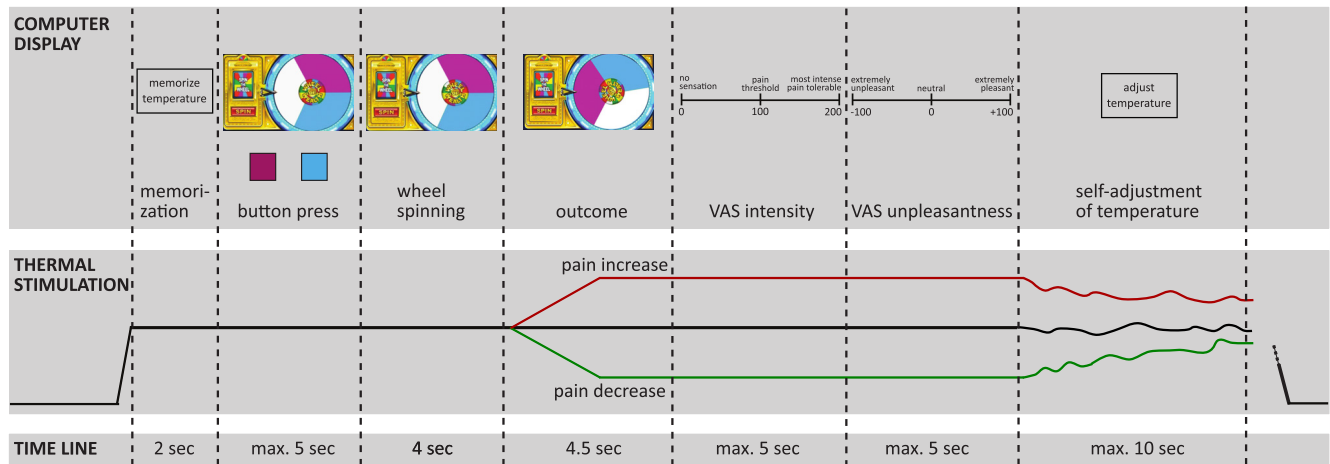 COMPUTER
DISPLAY
memorize
temperature
SPIN
SPIN
SPIN
no
sensation
pain
threshold
most intense
pain tolerable
0
100
200
extremely
unpleasant
neutral
extremely
pleasant
-100
0
+100
adjust
temperature
memori-
zation
button press
wheel
spinning
outcome
VAS intensity
VAS unpleasantness
self-adjustment
of temperature
THERMAL
STIMULATION
pain increase
pain decrease
TIME LINE
2 sec
max. 5 sec
4 sec
4.5 sec
max. 5 sec
max. 5 sec
max. 10 sec